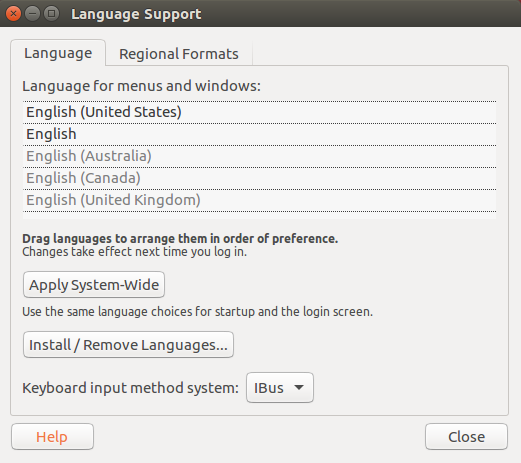 Language Support
Language
Regional Formats
Language for menus and windows:
English (United States)
English
English (Australia)
English (Canada)
English (United Kingdom)
Drag languages to arrange them in order of preference.
Changes take effect next time you log in.
Apply System-Wide
Use the same language choices for startup and the login screen.
Install / Remove Languages...
Keyboard input method system: IBus
Help
Close